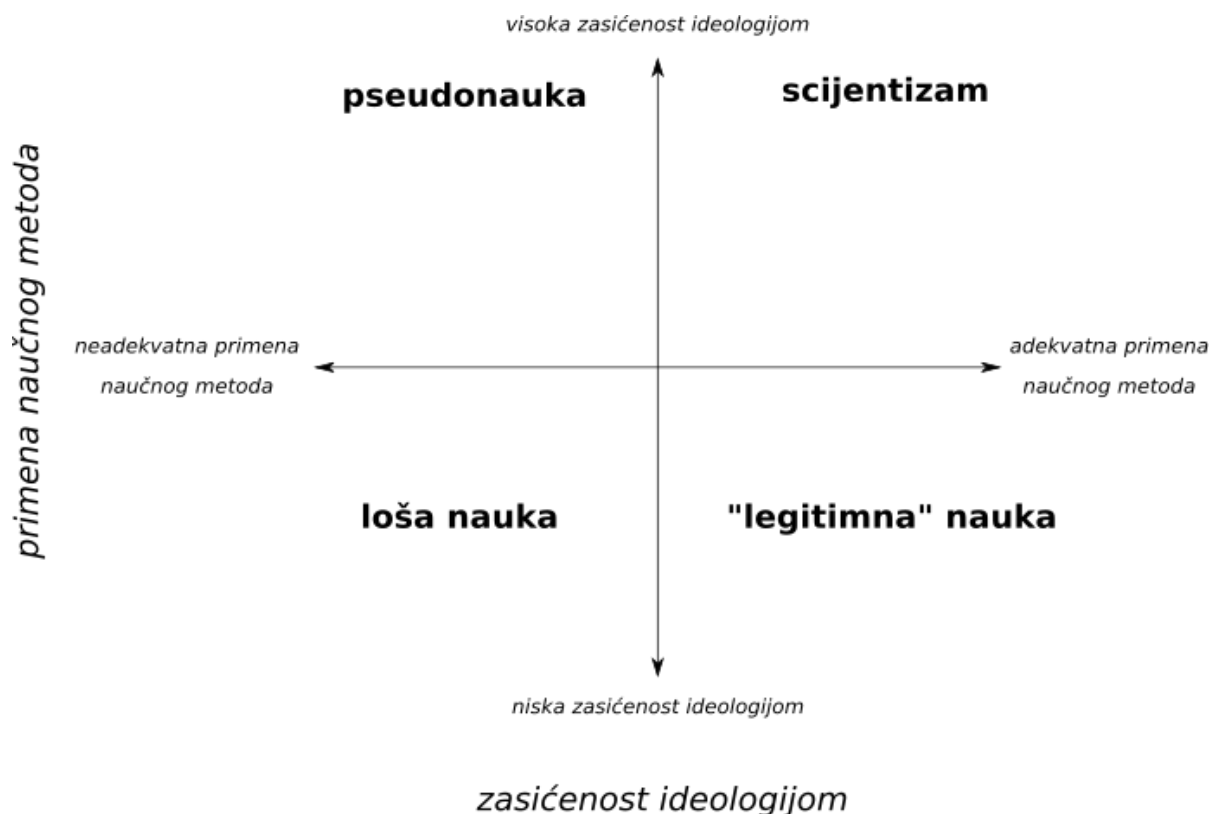 visoka zasićenost ideologijom
pseudonauka
scijentizam
primena naučnog metoda
neadekvatna primena
naučnog metoda
adekvatna primena
naučnog metoda
loša nauka
"legitimna" nauka
niska zasićenost ideologijom
zasićenost ideologijom